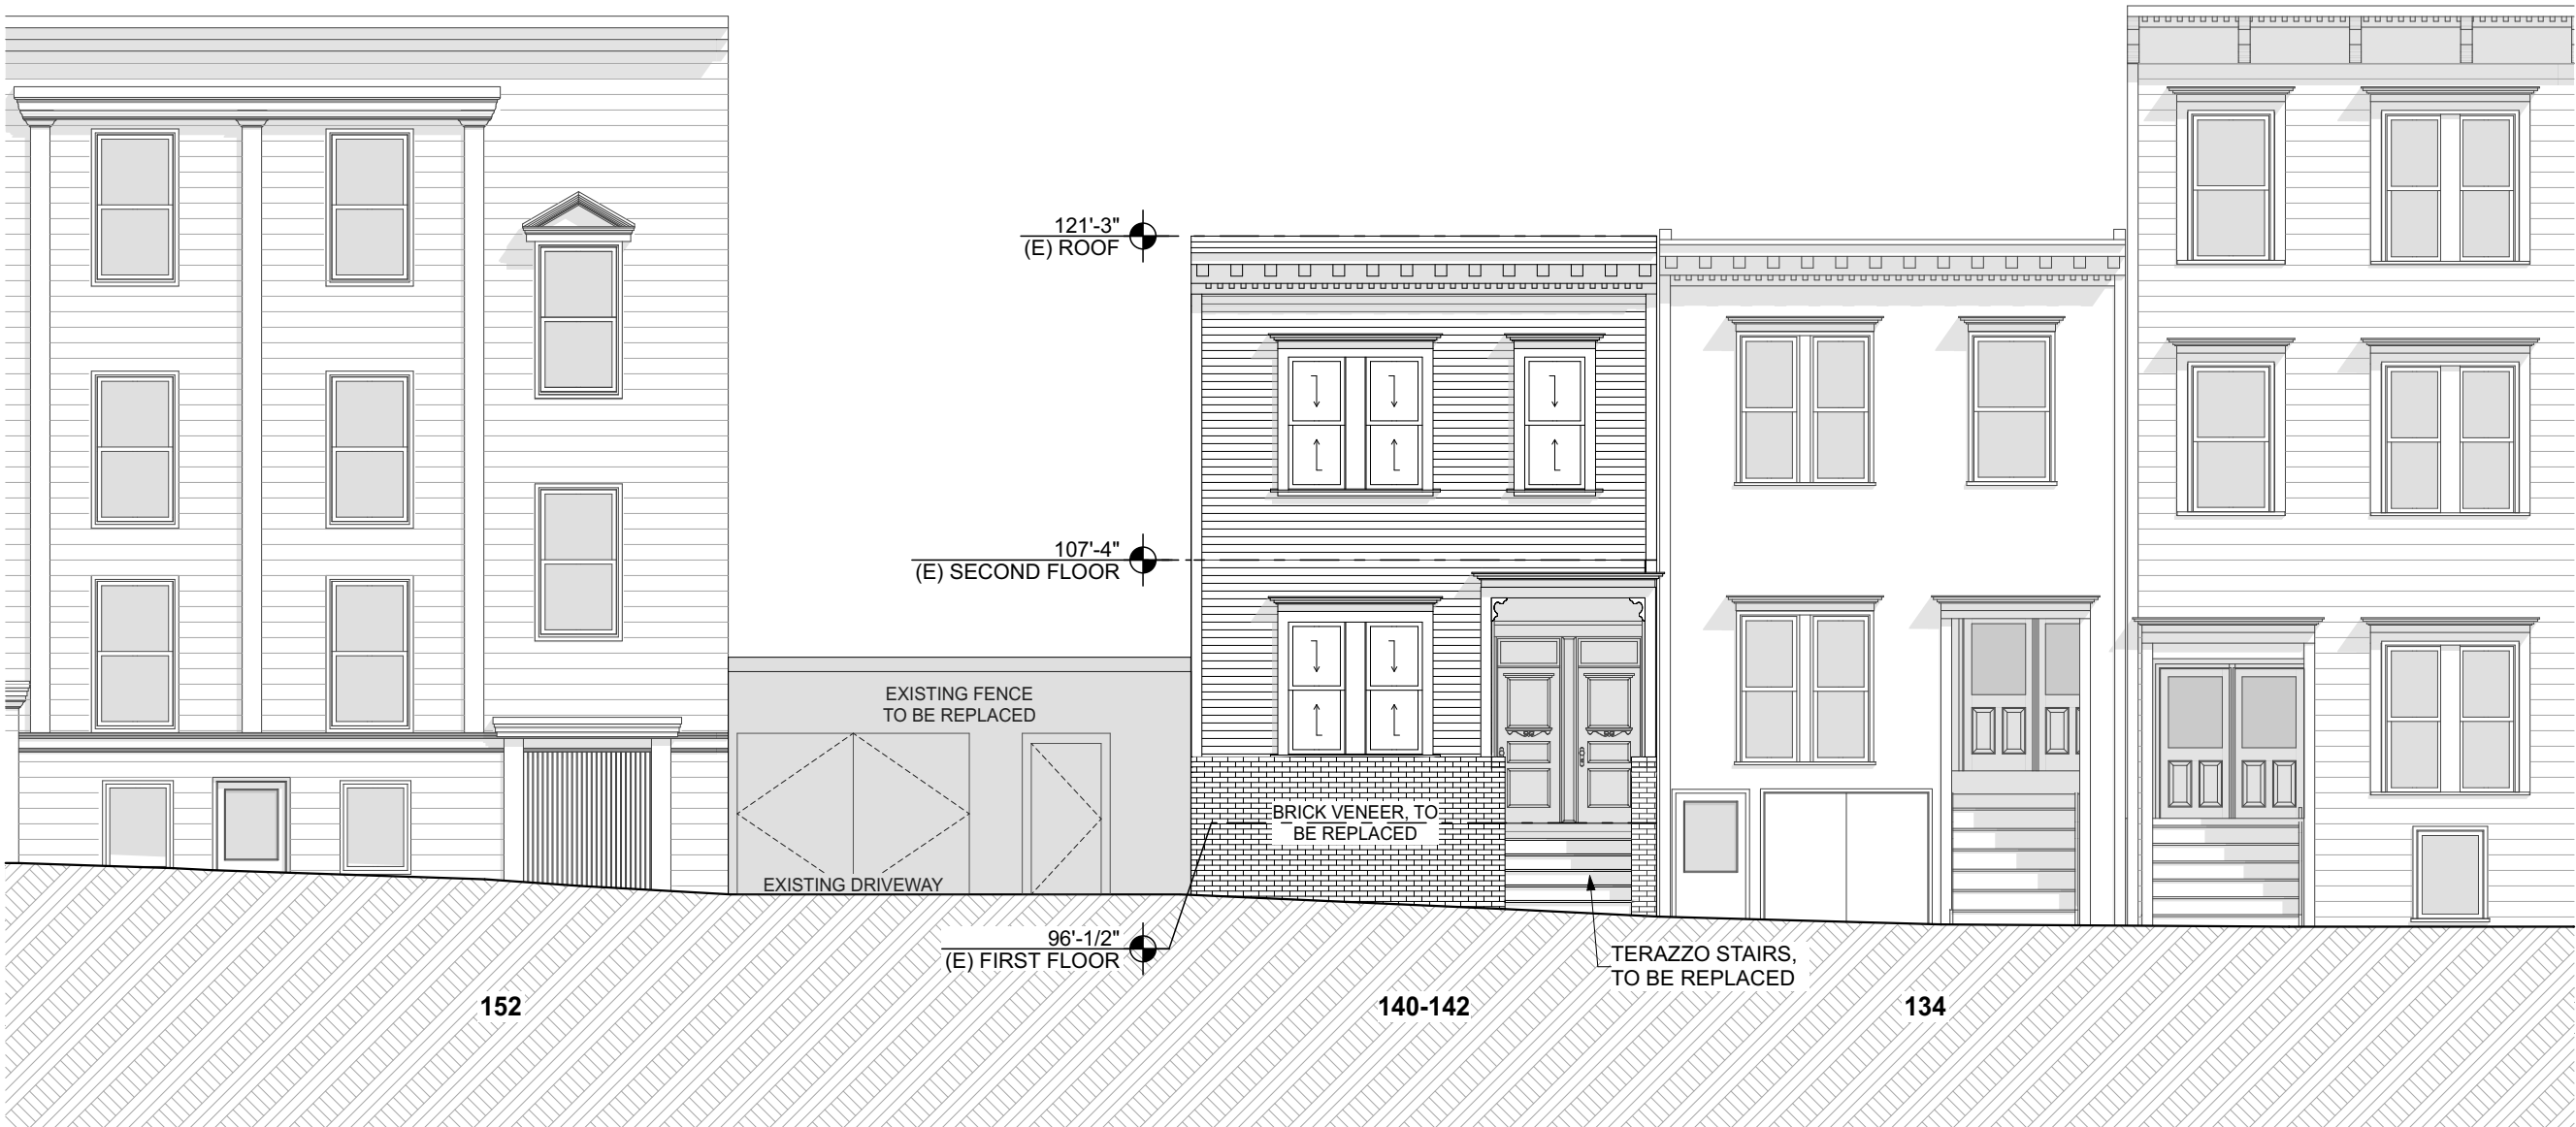 121'-3"
(E) ROOF
107'-4"
(E) SECOND FLOOR
EXISTING FENCE
TO BE REPLACED
BRICK VENEER, TO
BE REPLACED
EXISTING DRIVEWAY
96'-1/2"
(E) FIRST FLOOR
TERAZZO STAIRS,
TO BE REPLACED
152
140-142
134